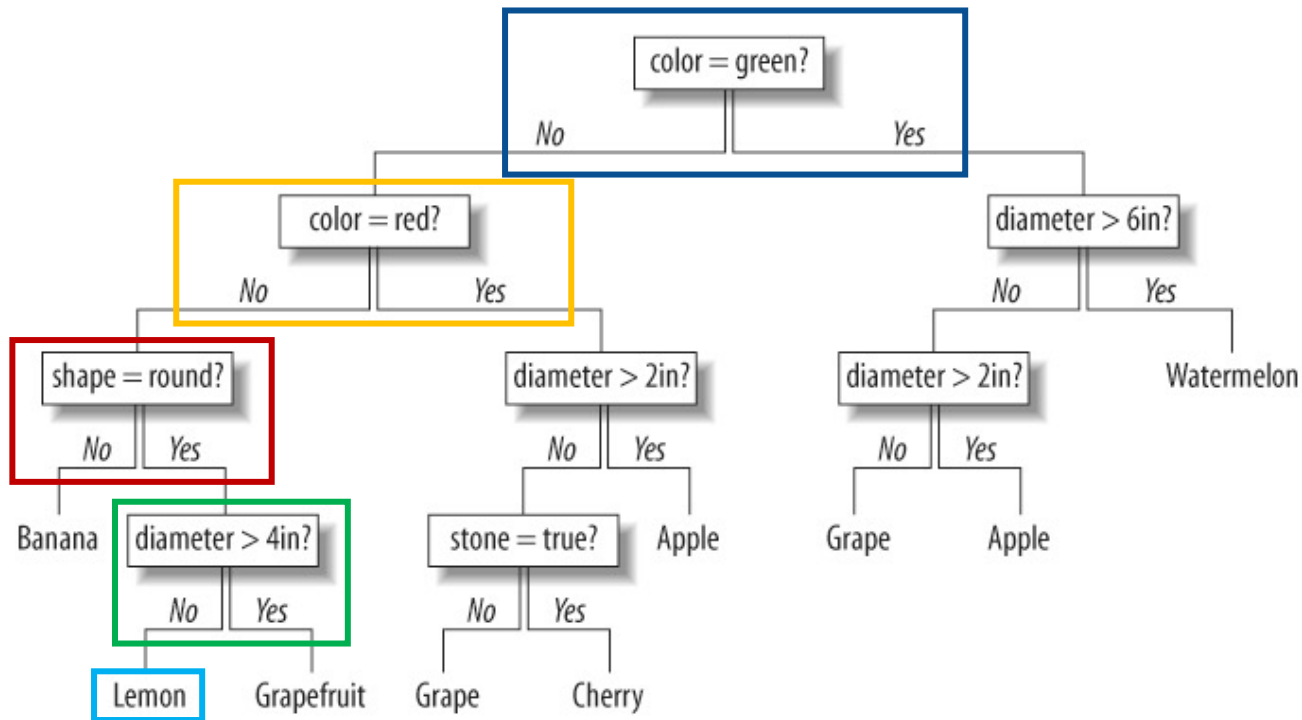 color = green?
No
Yes
color = red?
diameter > 6in?
No
Yes
No
Yes
shape = round?
diameter > 2in?
diameter > 2in?
Watermelon
No
Yes
No
Yes
No
Yes
Banana
diameter > 4in?
stone = true?
Apple
Grape
Apple
No
Yes
No
Yes
Lemon
Grapefruit
Grape
Cherry